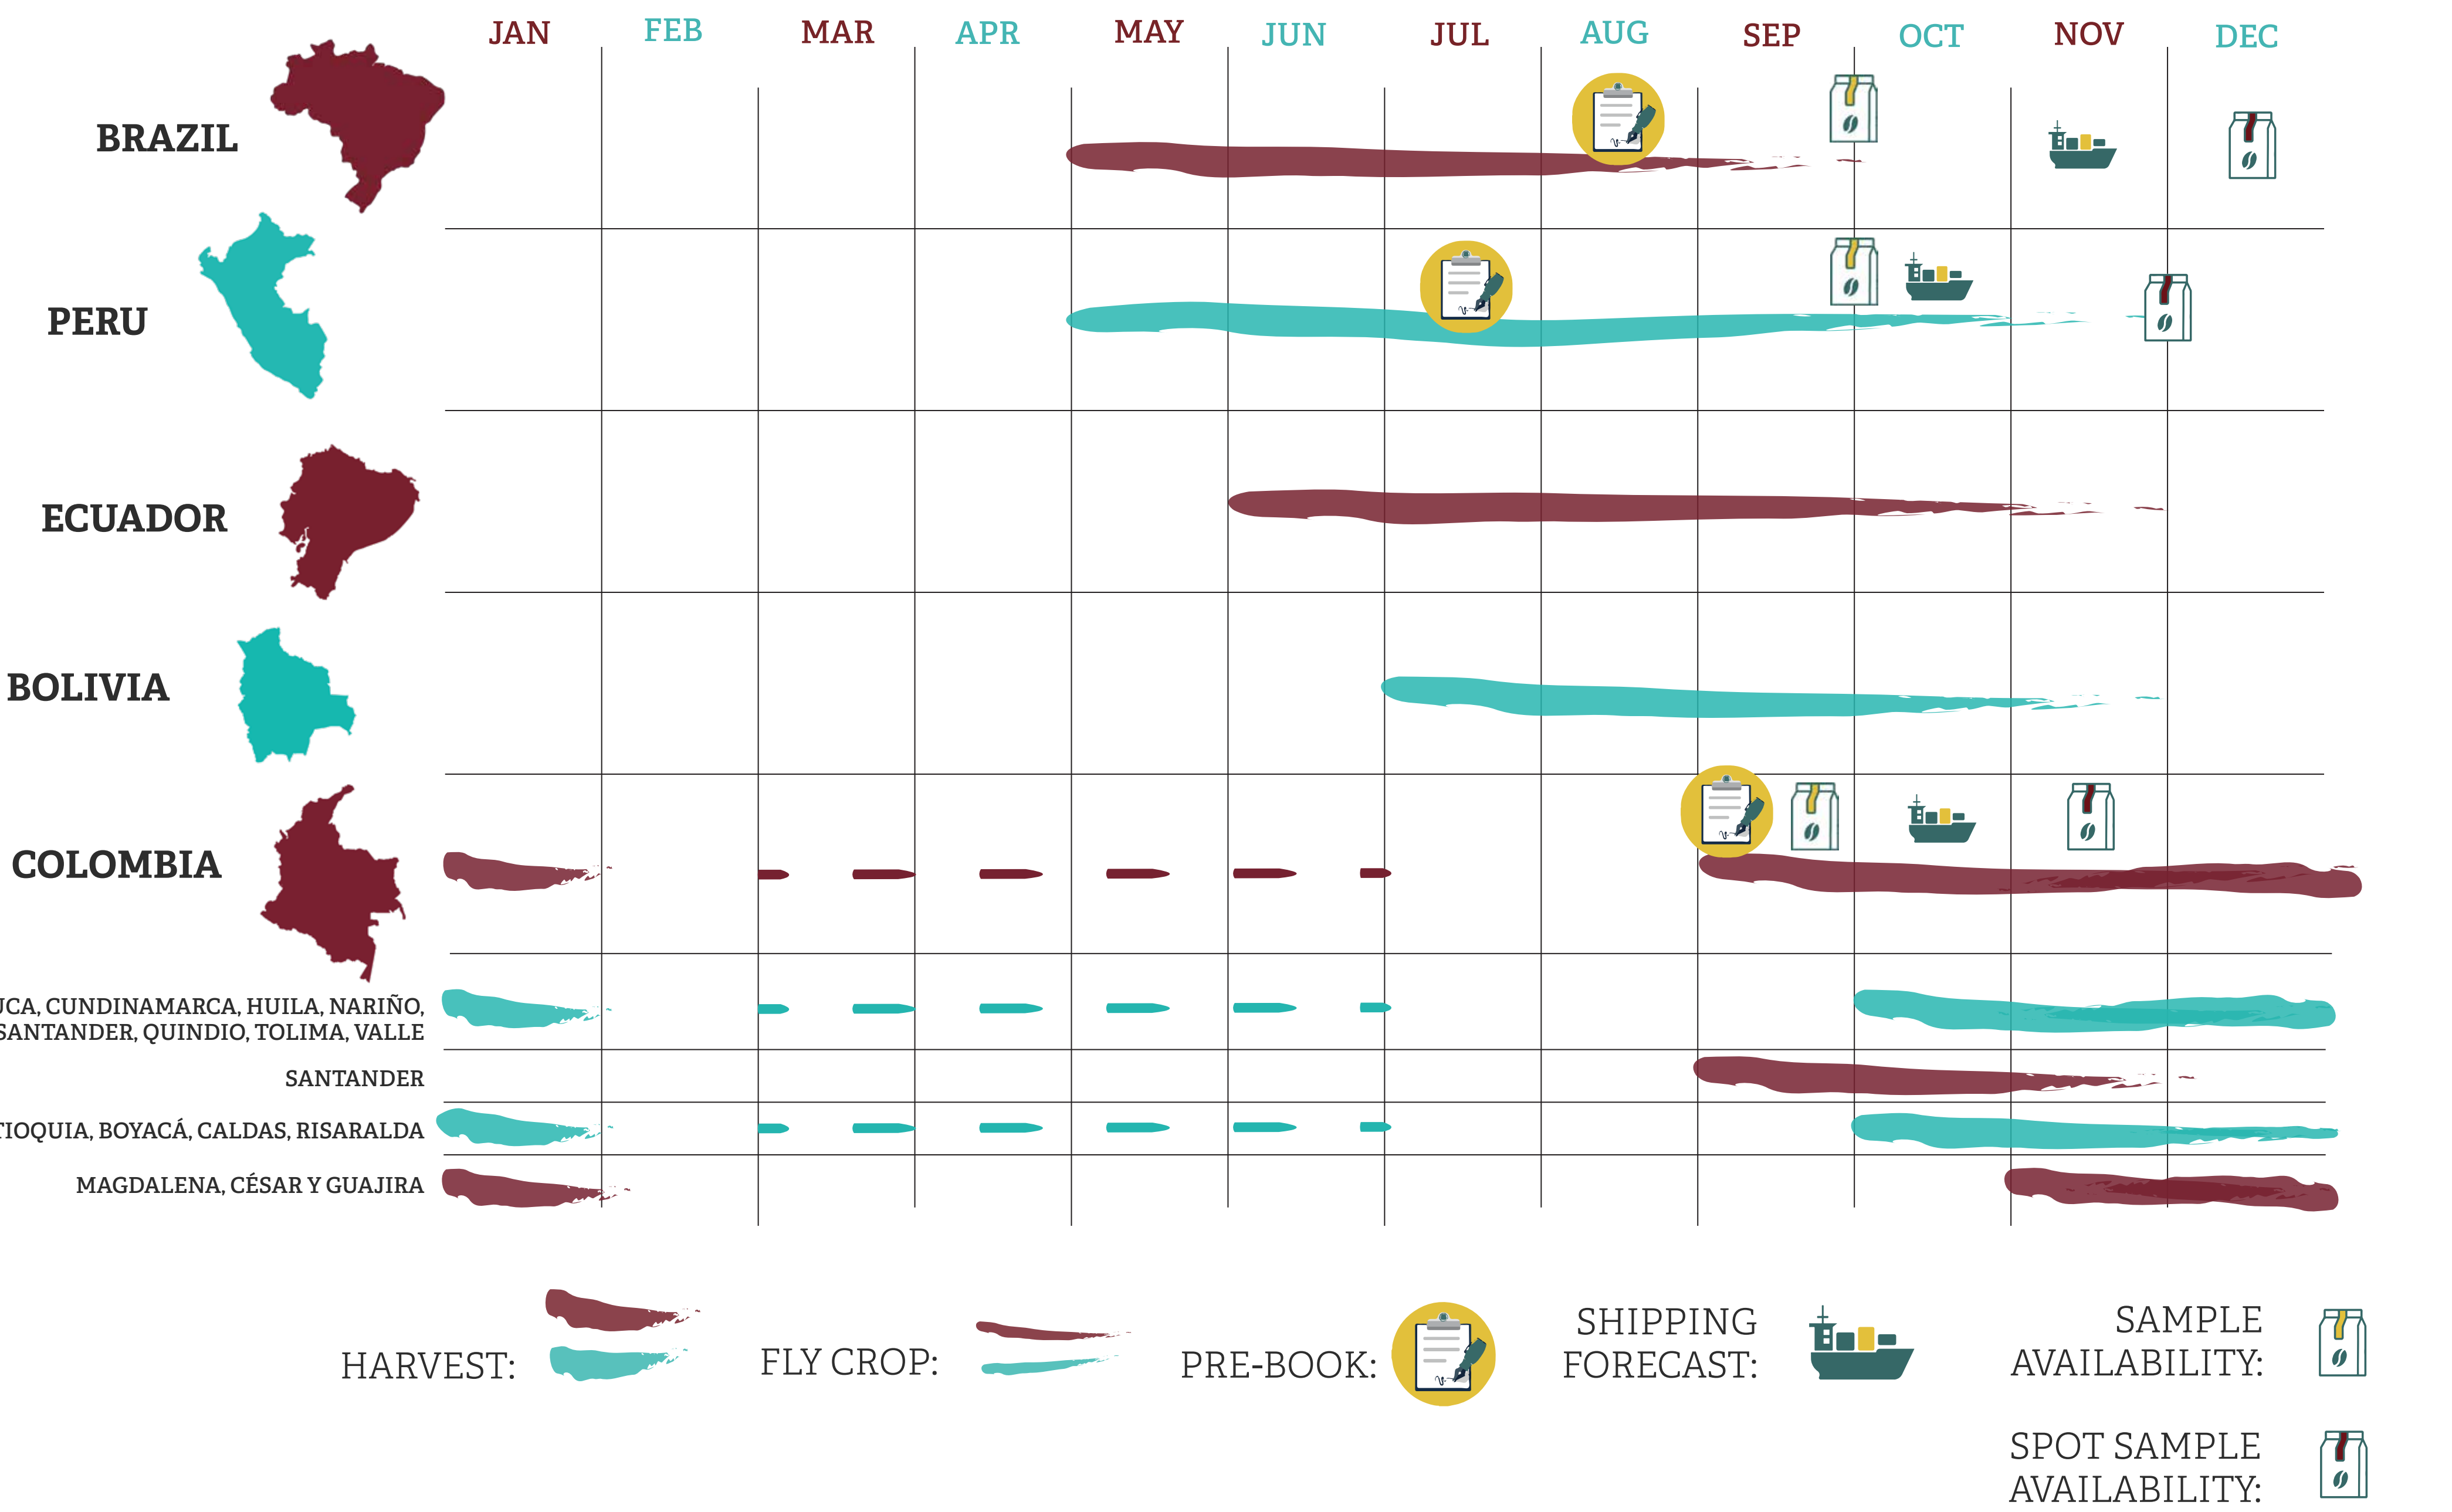 JAN FEB MAR APR MAY JUN JUL AUG SEP OCT NOV DEC
BRAZIL
PERU
ECUADOR
BOLIVIA
COLOMBIA
CUNDINAMARCA, HUILA, NARIÑO,
SANTANDER, QUINDIO, TOLIMA, VALLE
SANTANDER
BOYACÁ, CALDAS, RISARALDA
MAGDALENA, CÉSAR Y GUAJIRA
HARVEST:
FLY CROP:
PRE-BOOK:
SHIPPING
FORECAST:
SAMPLE
AVAILABILITY:
SPOT SAMPLE
AVAILABILITY: